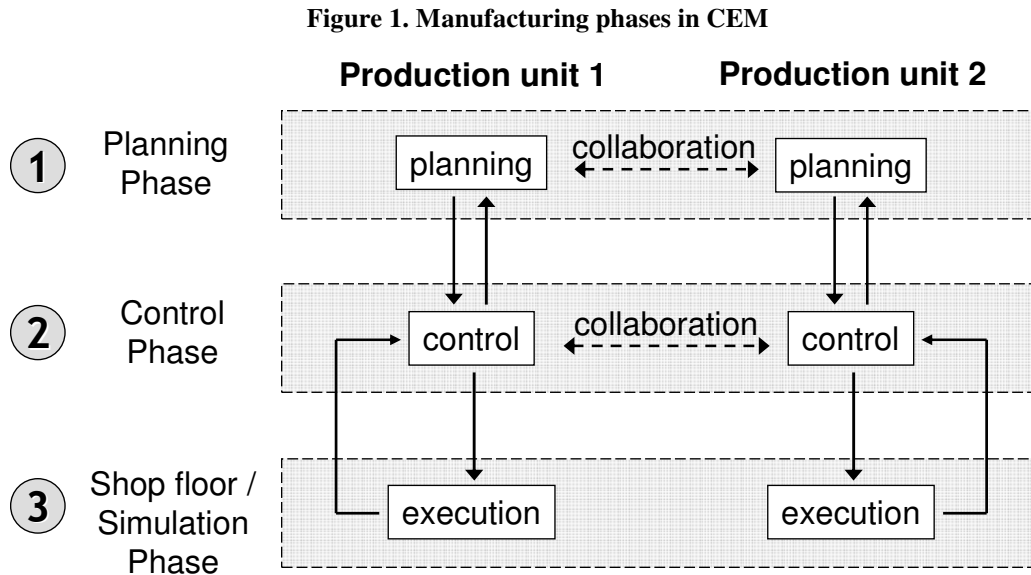 Figure 1. Manufacturing phases in CEM
Production unit 1
Production unit 2
1
Planning
Phase
planning
collaboration
planning
2
Control
Phase
control
collaboration
control
3
Shop floor /
Simulation
Phase
execution
execution